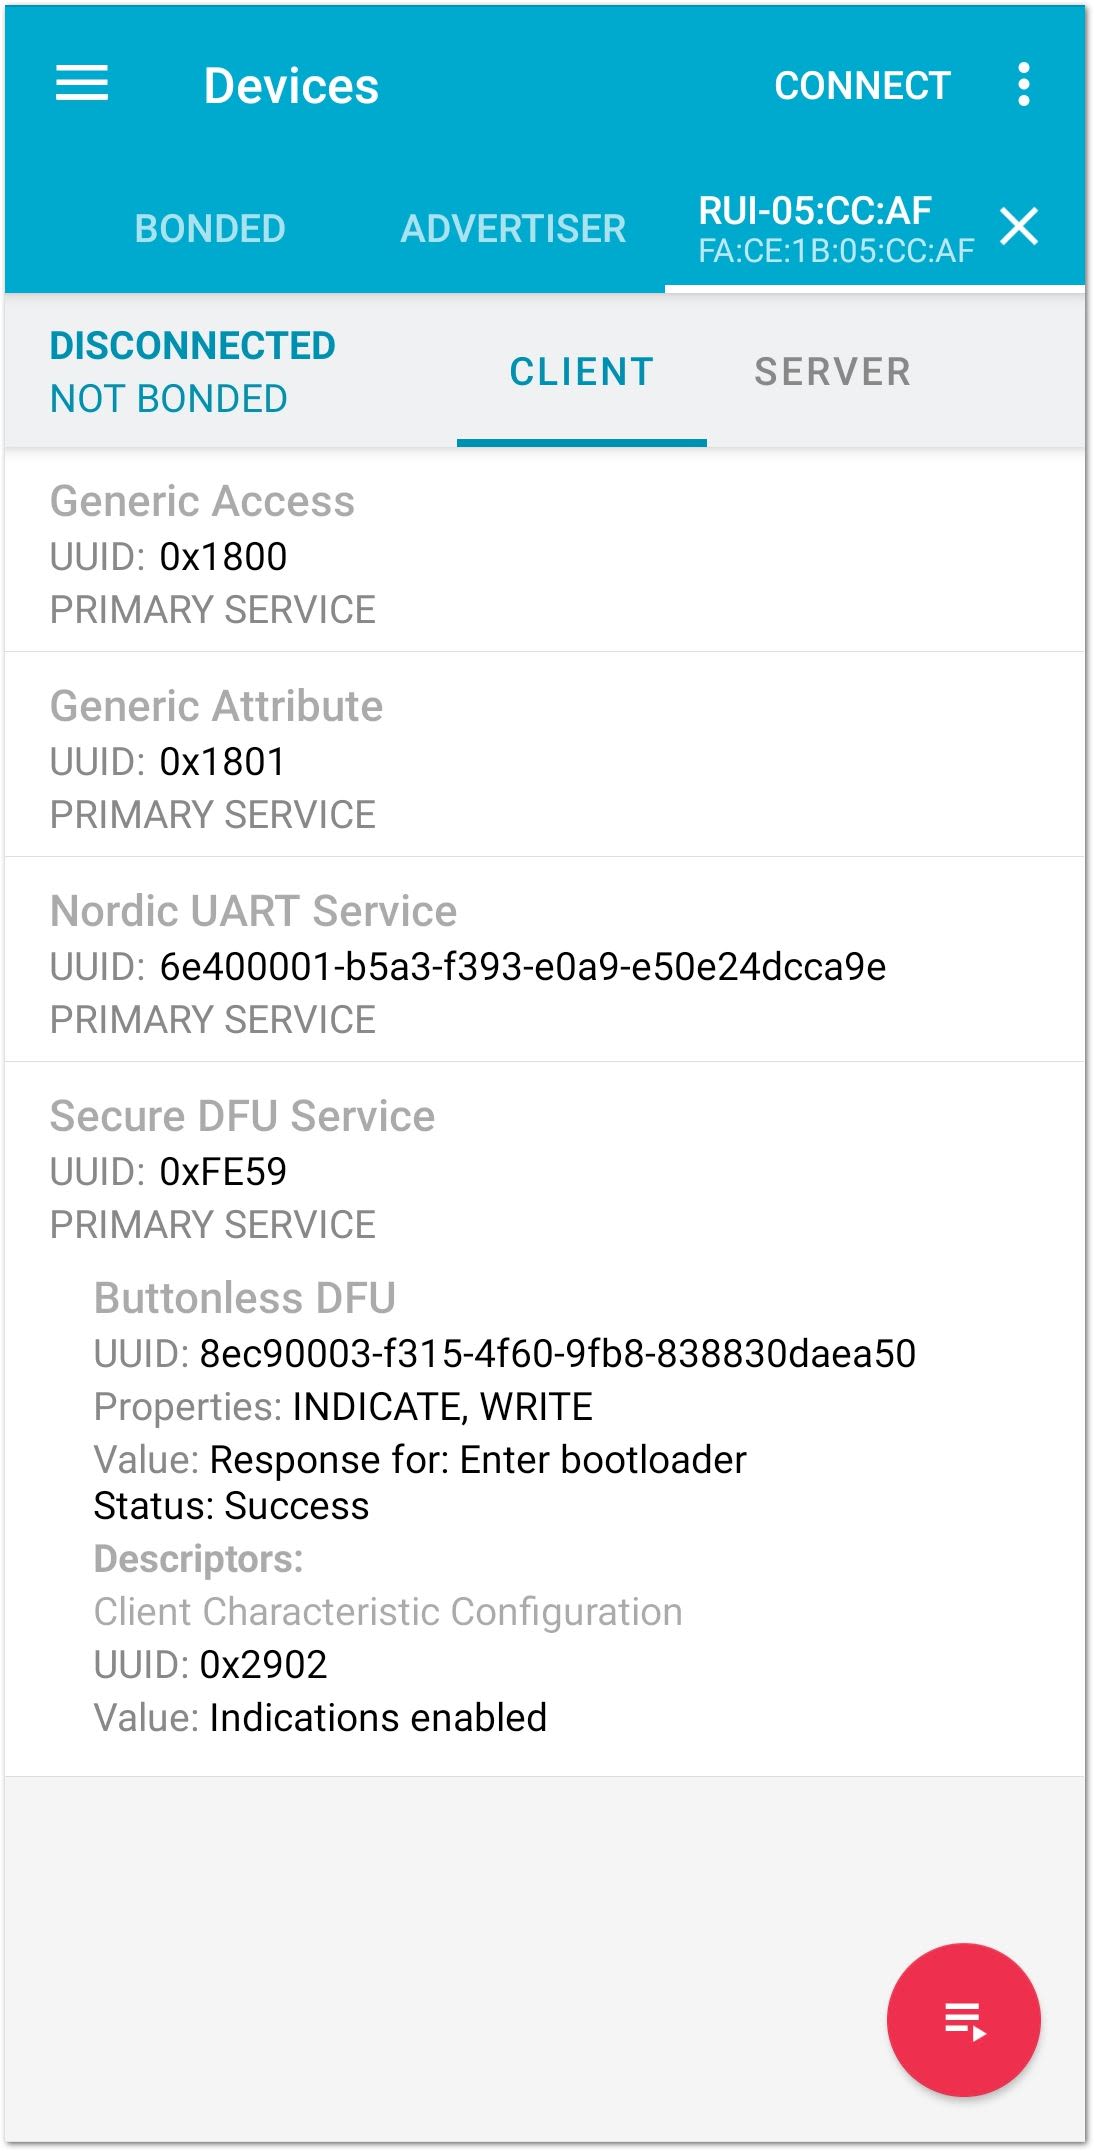 Devices
CONNECT
BONDED
ADVERTISER
RUI-05:CC:AF
FA:CE:1B:05:CC:AF
DISCONNECTED
NOT BONDED
CLIENT
SERVER
Generic Access
UUID: 0x1800
PRIMARY SERVICE
Generic Attribute
UUID: 0x1801
PRIMARY SERVICE
Nordic UART Service
UUID: 6e400001-b5a3-f393-e0a9-e50e24dcca9e
PRIMARY SERVICE
Secure DFU Service
UUID: 0xFE59
PRIMARY SERVICE
Buttonless DFU
UUID: 8ec90003-f315-4f60-9fb8-838830daea50
Properties: INDICATE, WRITE
Value: Response for: Enter bootloader
Status: Success
Descriptors:
Client Characteristic Configuration
UUID: 0x2902
Value: Indications enabled